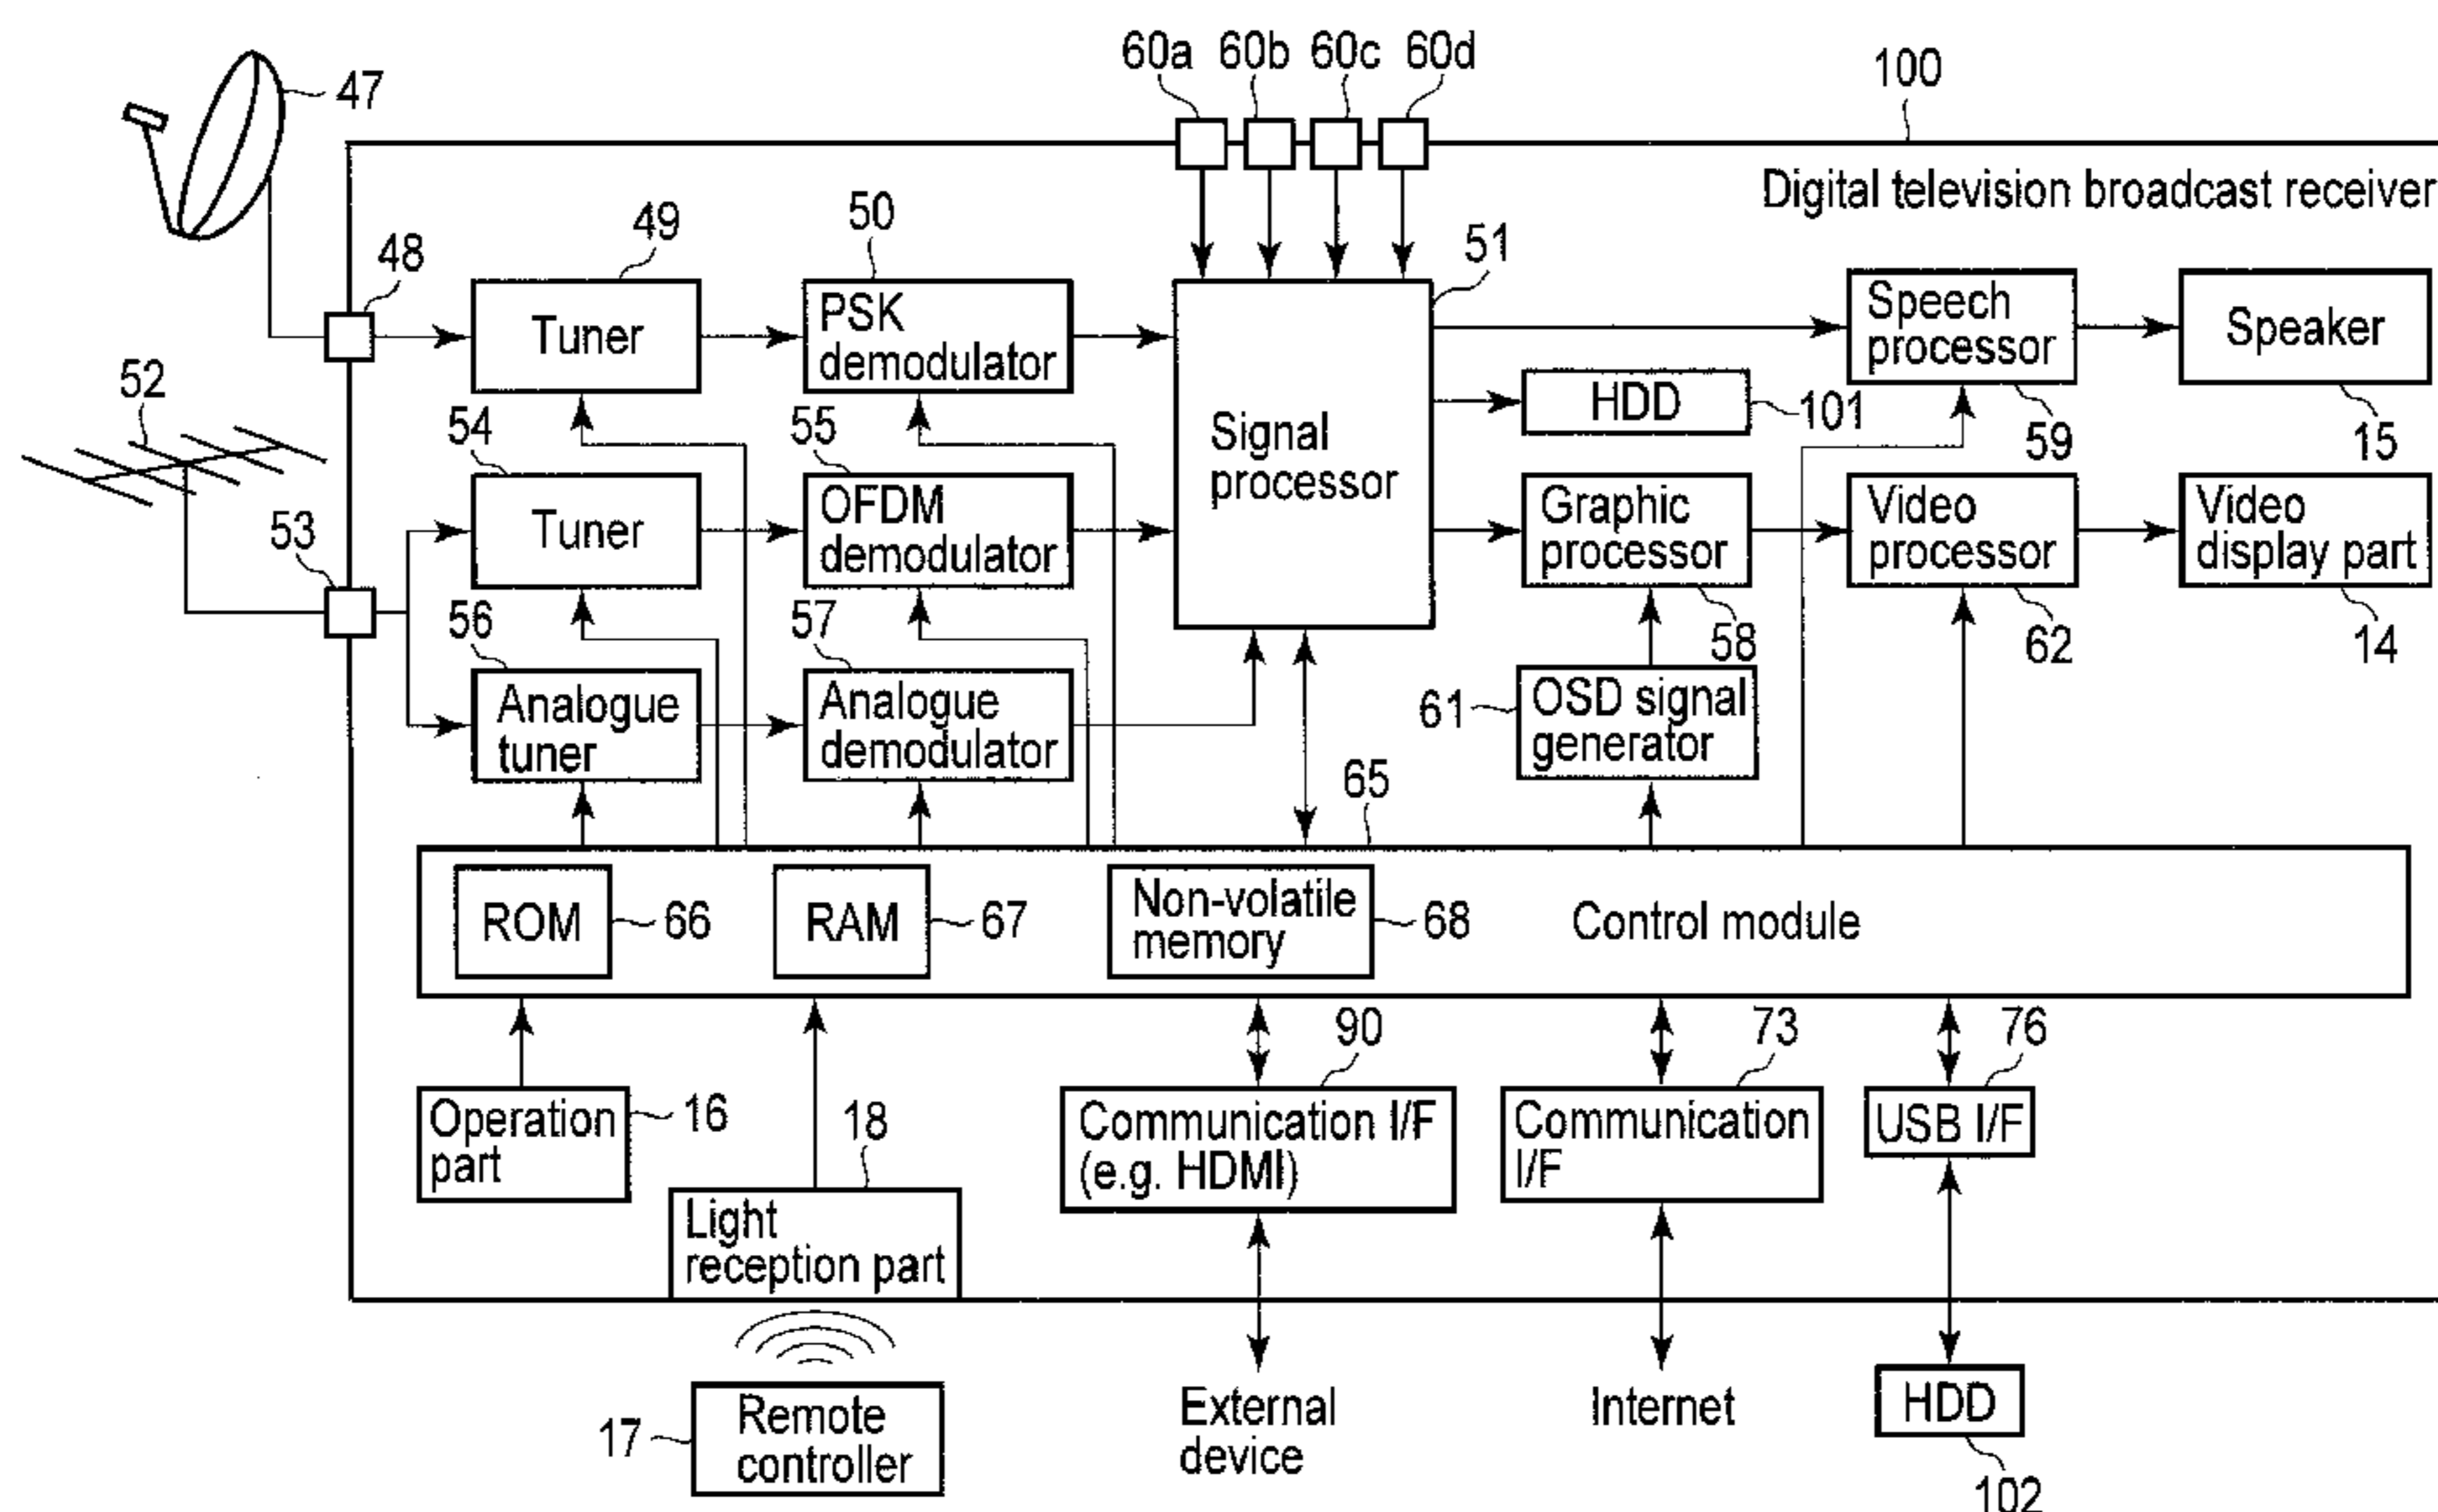 60a 60b 60c 60d
100
47
Digital television broadcast receiver
48
49
50
51
Tuner
PSK
demodulator
Signal
processor
Speech
processor
Speaker
HDD
101
59
15
52
53
54
55
Tuner
OFDM
demodulator
Graphic
processor
Video
processor
Video
display part
58
62
14
56
57
Analogue
tuner
Analogue
demodulator
61
OSD signal
generator
65
ROM
66
RAM
67
Non-volatile
memory
68
Control module
90
73
76
Operation
part
16
18
Light
reception part
Communication I/F
(e.g. HDMI)
Communication
I/F
USB I/F
17
Remote
controller
External
device
Internet
HDD
102